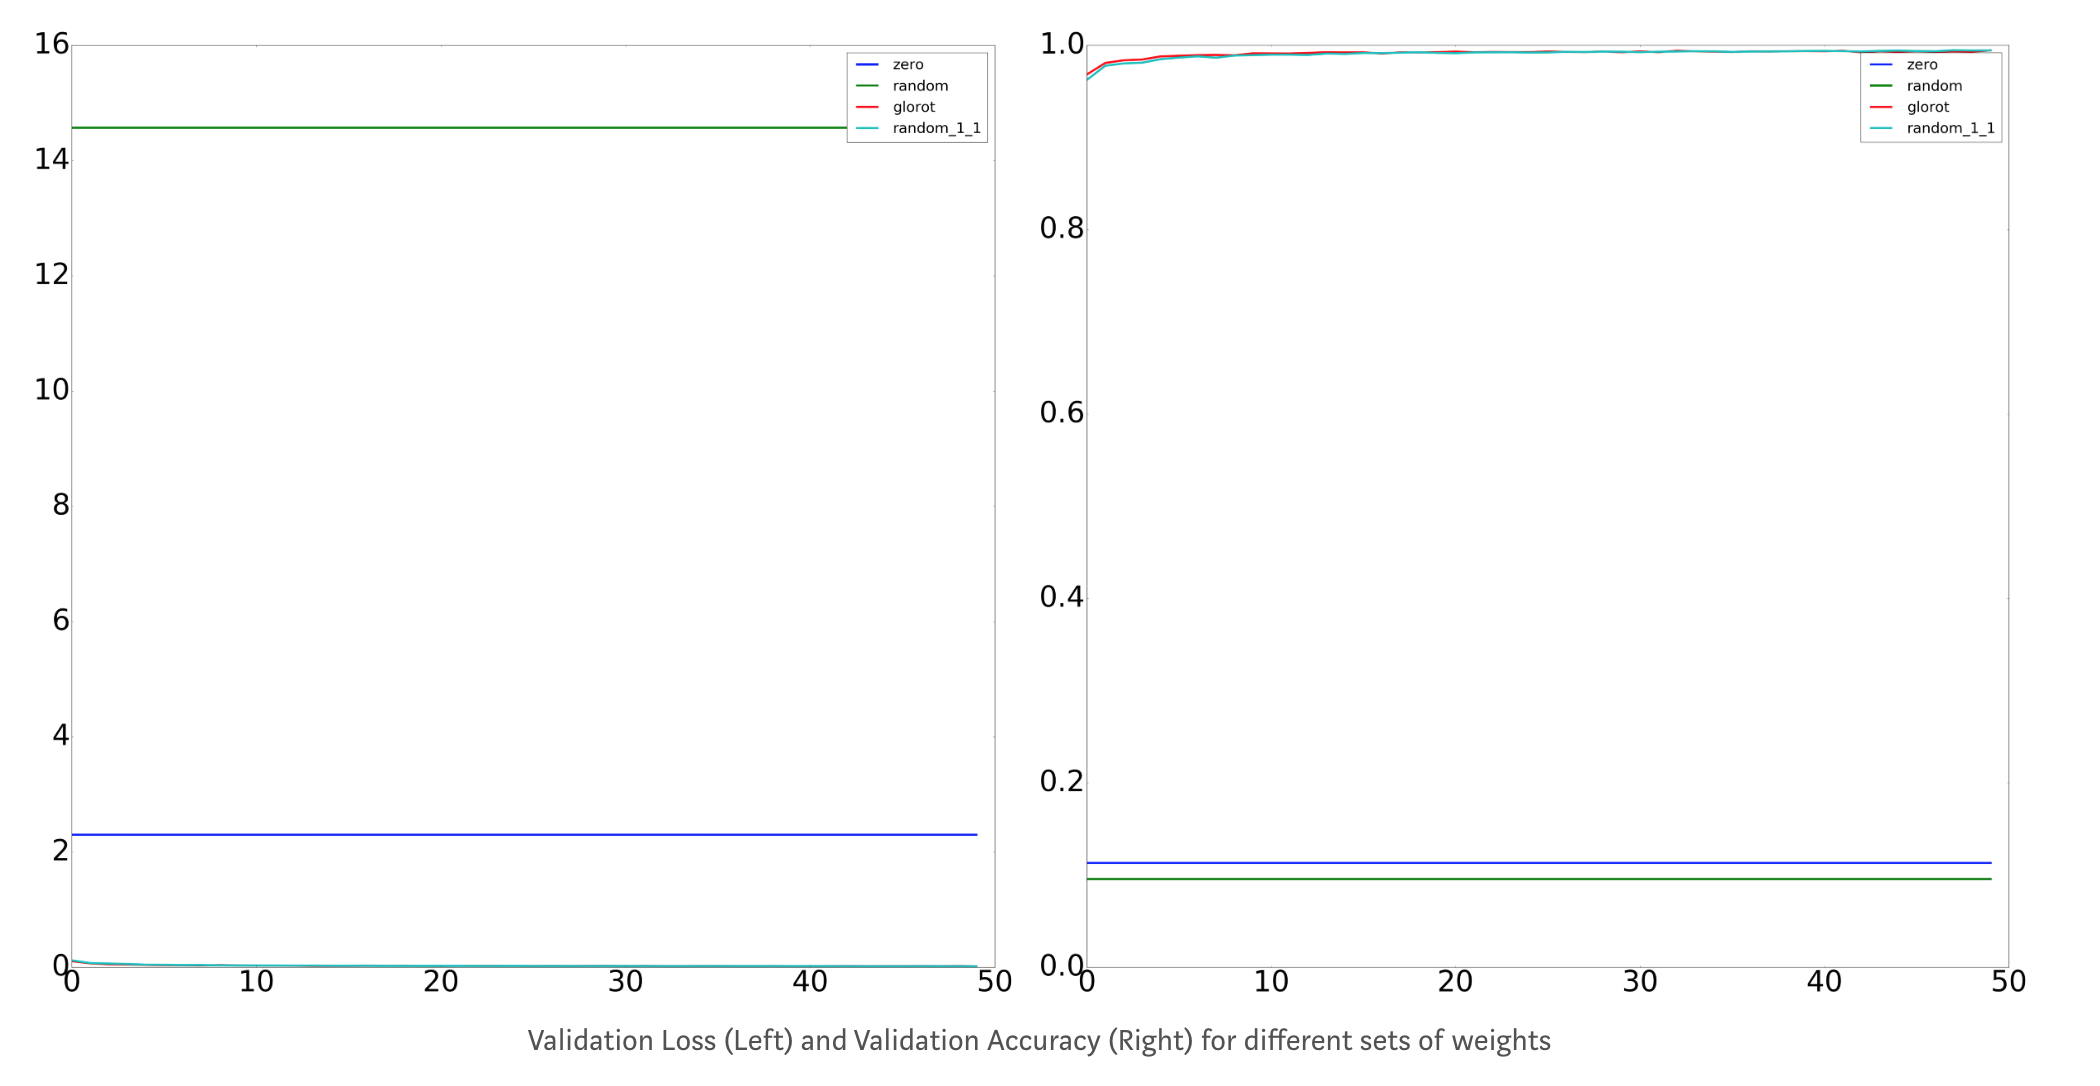 16
14
12
10
8
6
4
2
0
0 10 20 30 40 50
zero
random
glorot
random_1_1
1.0
0.8
0.6
0.4
0.2
0.0
0 10 20 30 40 50
zero
random
glorot
random_1_1
Validation Loss (Left) and Validation Accuracy (Right) for different sets of weights